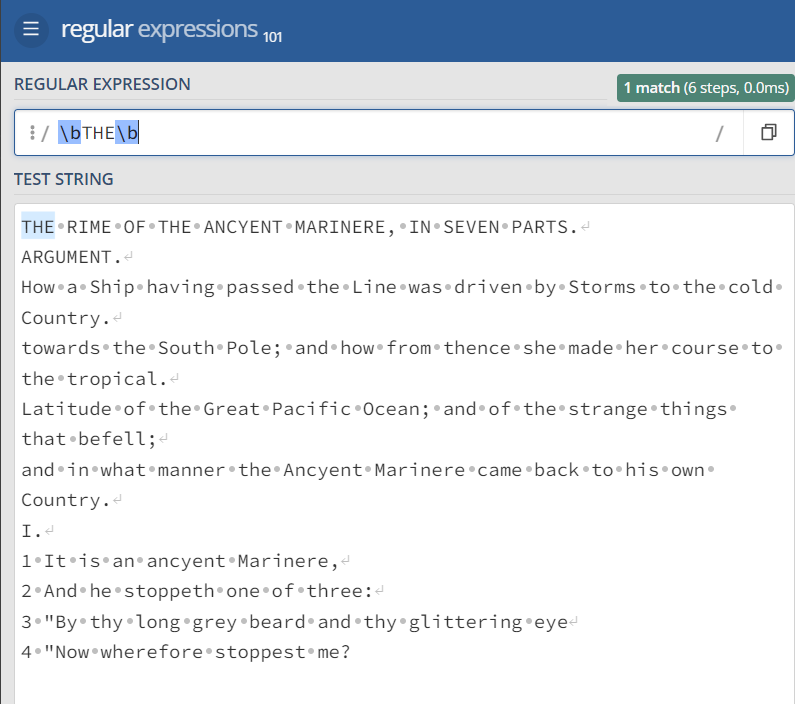 regular expressions 101
REGULAR EXPRESSION
1 match (6 steps, 0.0ms)
/ \bTHE\b /
TEST STRING
THE RIME OF THE ANCYENT MARINERE, IN SEVEN PARTS.
ARGUMENT.
How a Ship having passed the Line was driven by Storms to the cold
Country.
towards the South Pole; and how from thence she made her course to
the tropical.
Latitude of the Great Pacific Ocean; and of the strange things
that befell;
and in what manner the Ancyent Marinere came back to his own
Country.
I.
1 It is an ancyent Marinere,
2 And he stoppeth one of three:
3 "By thy long grey beard and thy glittering eye
4 "Now wherefore stoppest me?